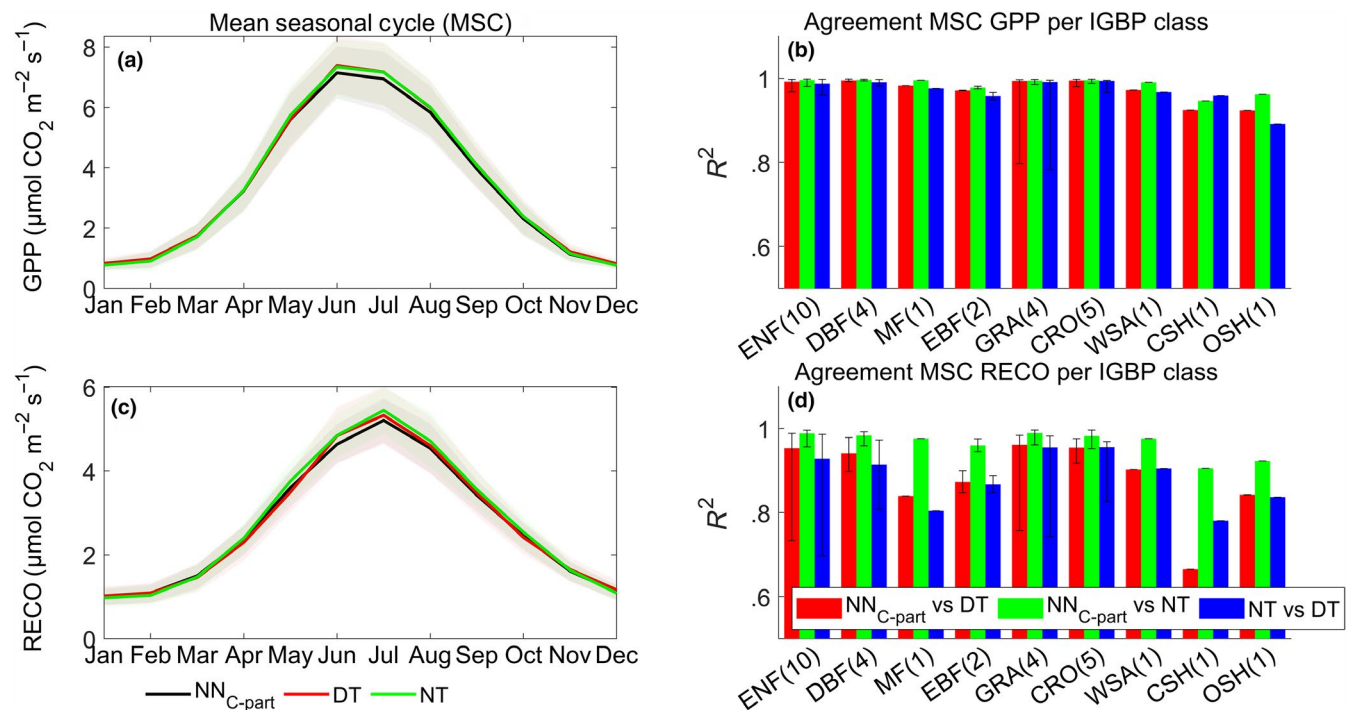 Mean seasonal cycle (MSC)
(a)
GPP (μmol CO2 m−2 s−1)
8
6
4
2
0
Jan Feb Mar Apr May Jun Jul Aug Sep Oct Nov Dec
Agreement MSC GPP per IGBP class
(b)
R2
1
.8
.6
ENF(10) DBF(4) MF(1) EBF(2) GRA(4) CRO(5) WSA(1) CSH(1) OSH(1)
(c)
RECO (μmol CO2 m−2 s−1)
6
4
2
0
Jan Feb Mar Apr May Jun Jul Aug Sep Oct Nov Dec
NNC-part DT NT
Agreement MSC RECO per IGBP class
(d)
R2
1
.8
.6
NNC-part vs DT NNC-part vs NT NT vs DT
ENF(10) DBF(4) MF(1) EBF(2) GRA(4) CRO(5) WSA(1) CSH(1) OSH(1)